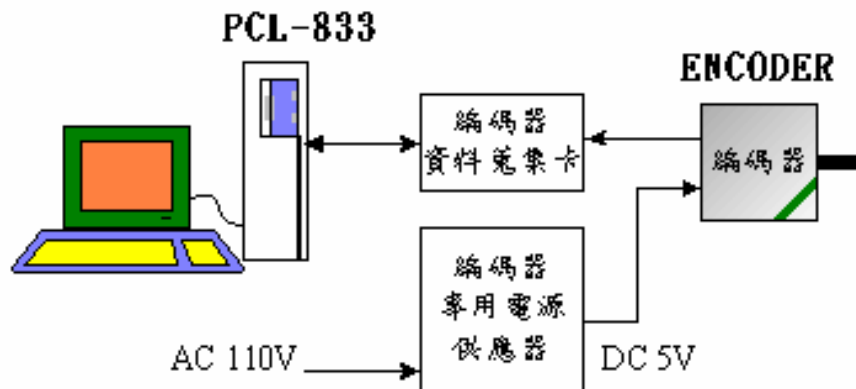 PCL-833
ENCODER
編碼器
資料蒐集卡
編碼器
編碼器
專用電源
供應器
AC 110V
DC 5V